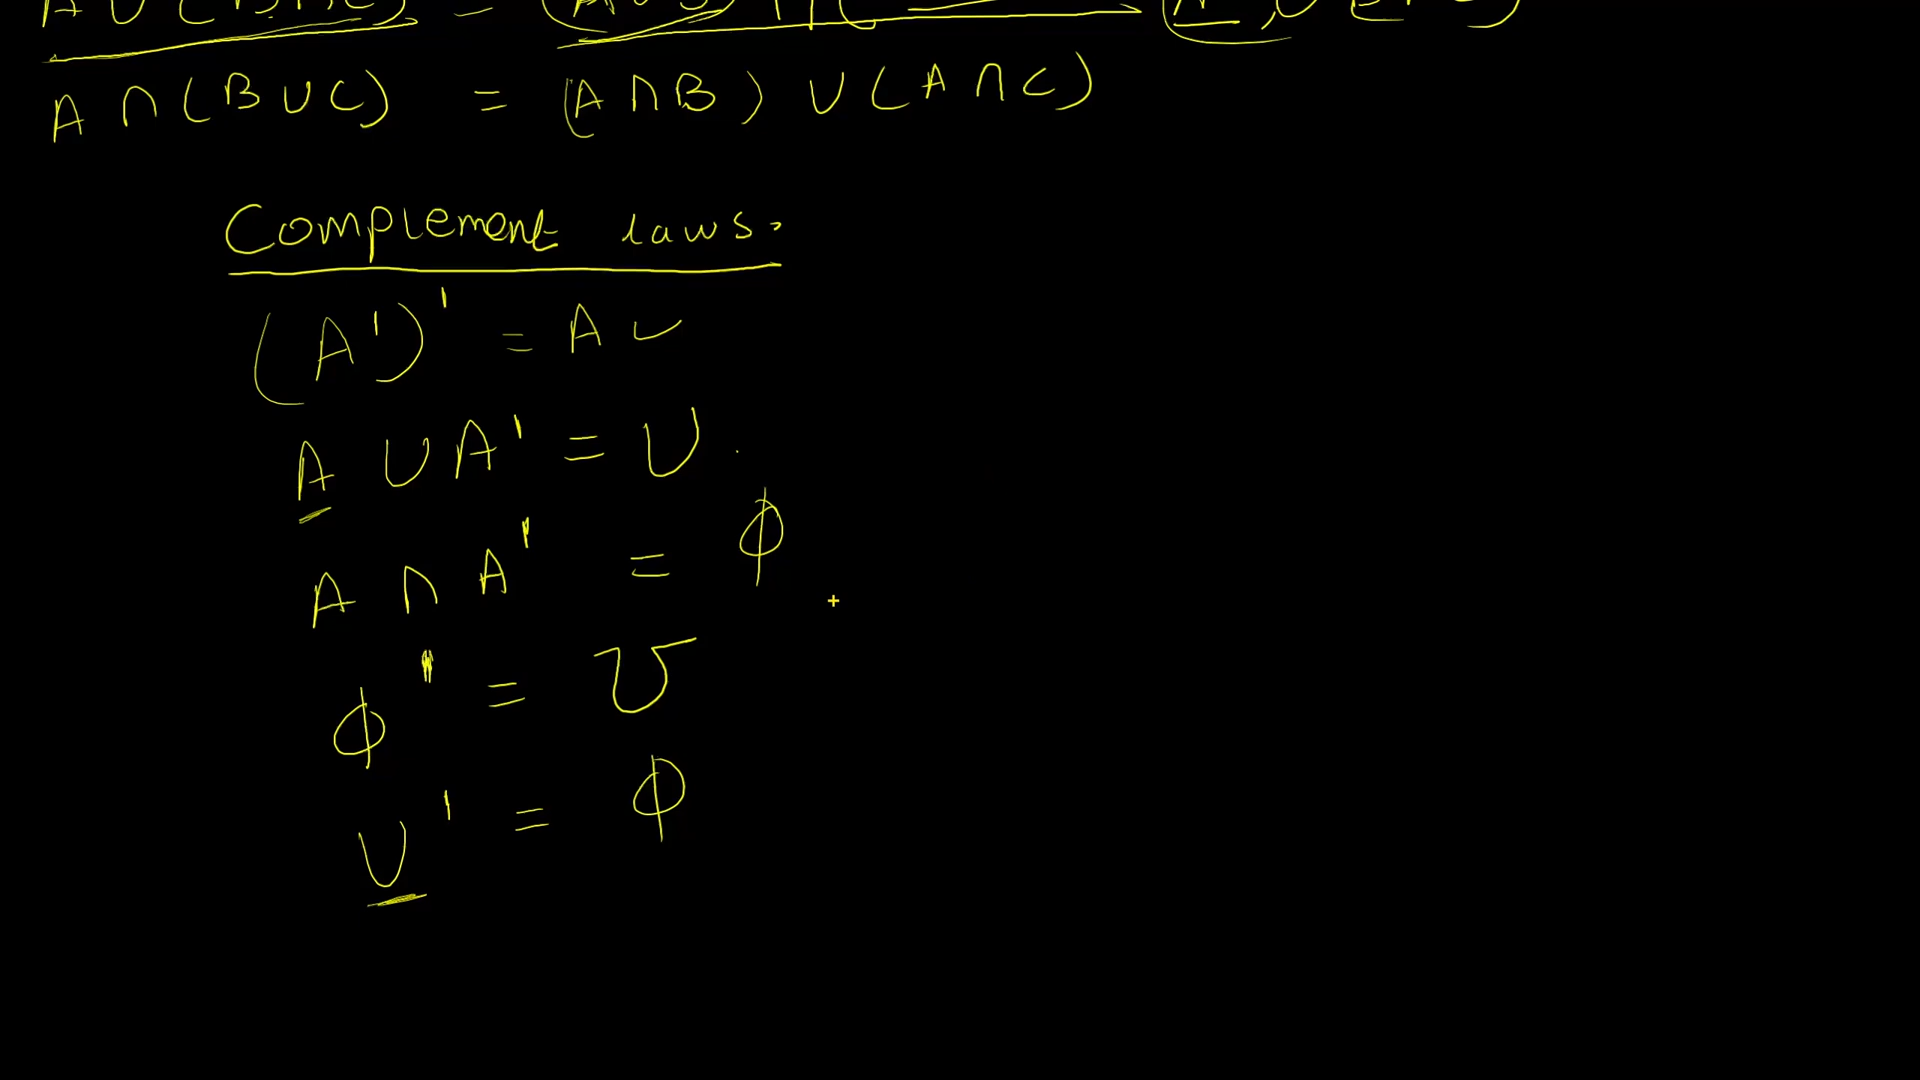 A ∪ (B ∩ C) =
A ∩ (B ∪ C) = (A ∩ B) ∪ (A ∩ C)
Complement laws.
(A')' = A
A ∪ A' = U.
A ∩ A' = ϕ
ϕ' = U
U' = ϕ